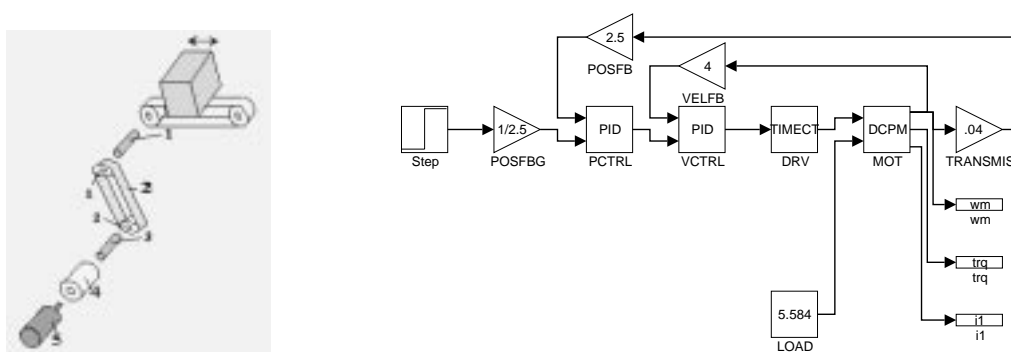 1
2
1
2
3
4
5
2.5
POSFB
4
VELFB
Step
1/2.5
POSFBG
PID
PCTRL
PID
VCTRL
TIMECT
DRV
DCPM
MOT
.04
TRANSMIS
wm
wm
trq
trq
i1
i1
5.584
LOAD